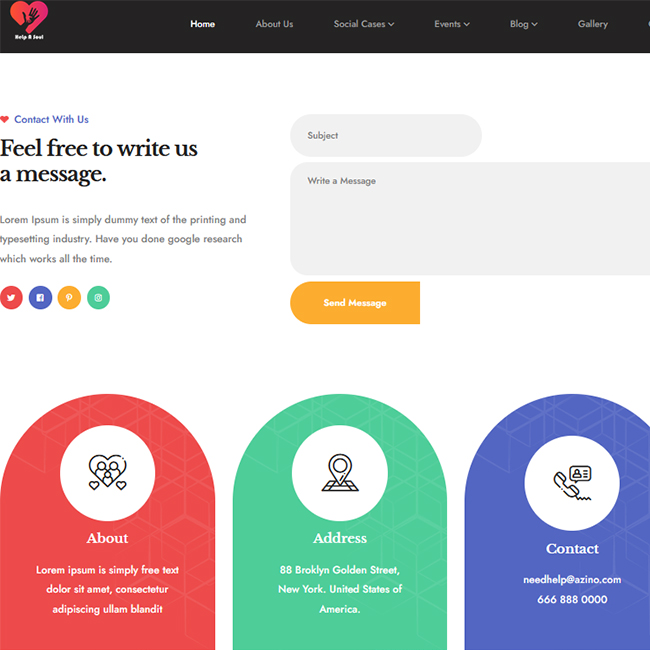 Help A Soul
Home About Us Social Cases Events Blog Gallery
Contact With Us
Feel free to write us
a message.
Lorem Ipsum is simply dummy text of the printing and
typesetting industry. Have you done google research
which works all the time.
Subject
Write a Message
Send Message
About
Lorem ipsum is simply free text
dolor sit amet, consectetur
adipiscing ullam blandit
Address
88 Broklyn Golden Street,
New York. United States of
America.
Contact
needhelp@azino.com
666 888 0000